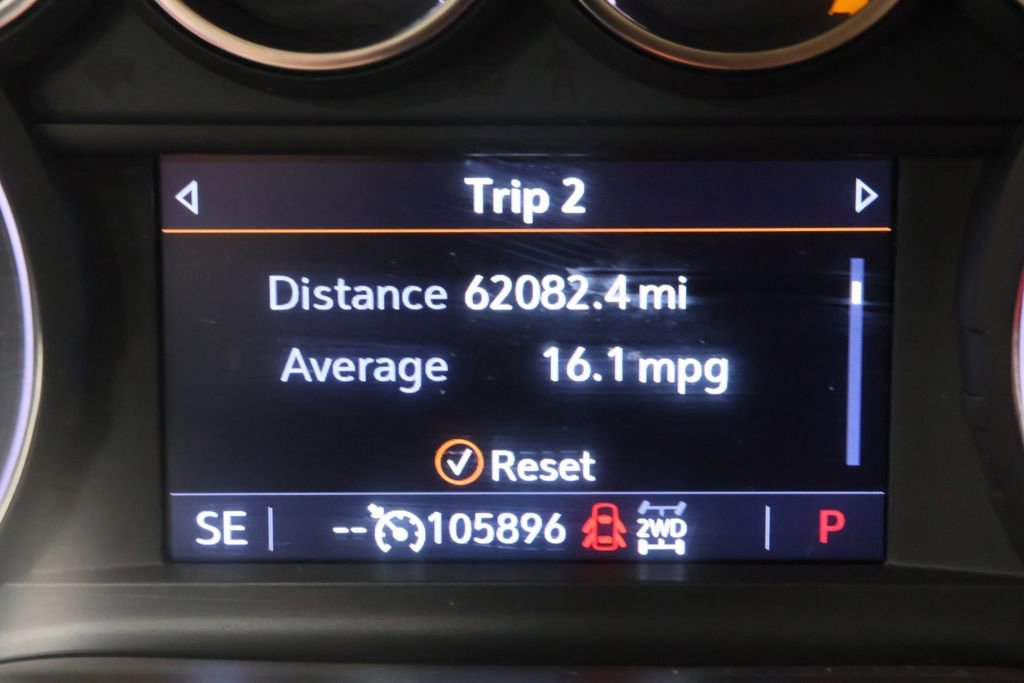 Trip 2
Distance 62082.4 mi
Average 16.1 mpg
Reset
SE -- 105896 2WD P